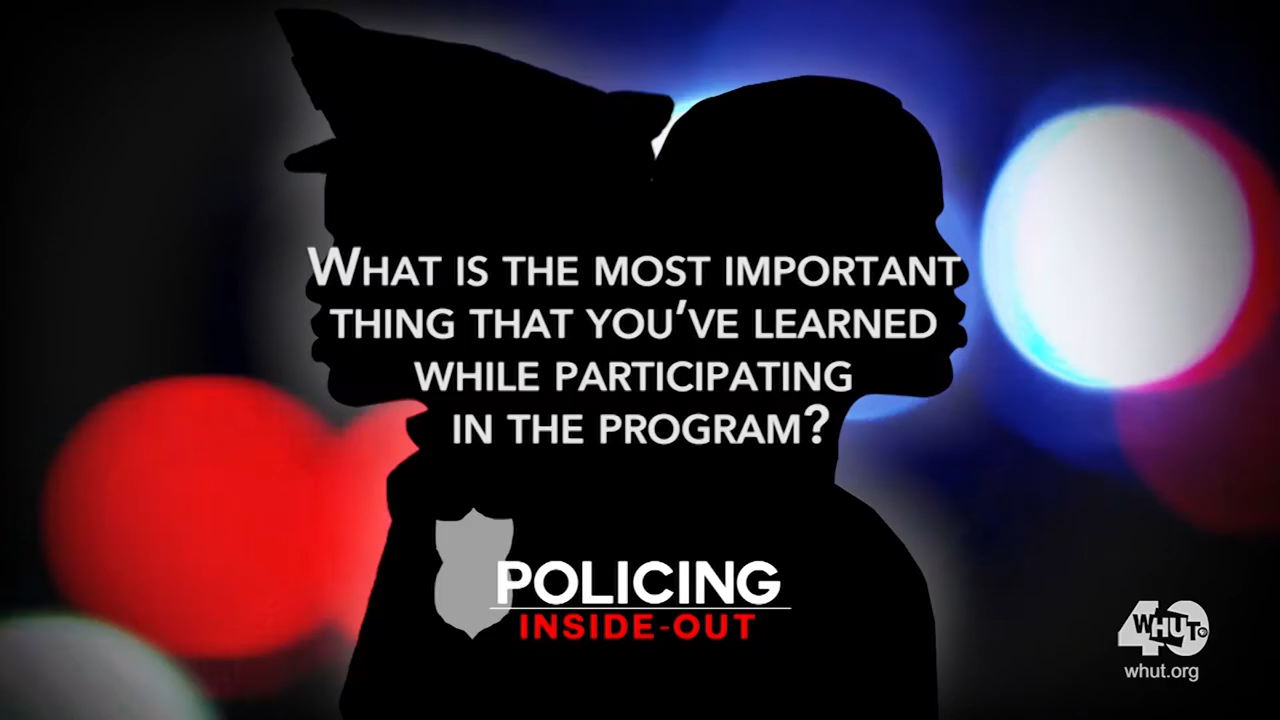 What is the most important
thing that you've learned
while participating
in the program?
POLICING
INSIDE-OUT
40
WHUT
whut.org